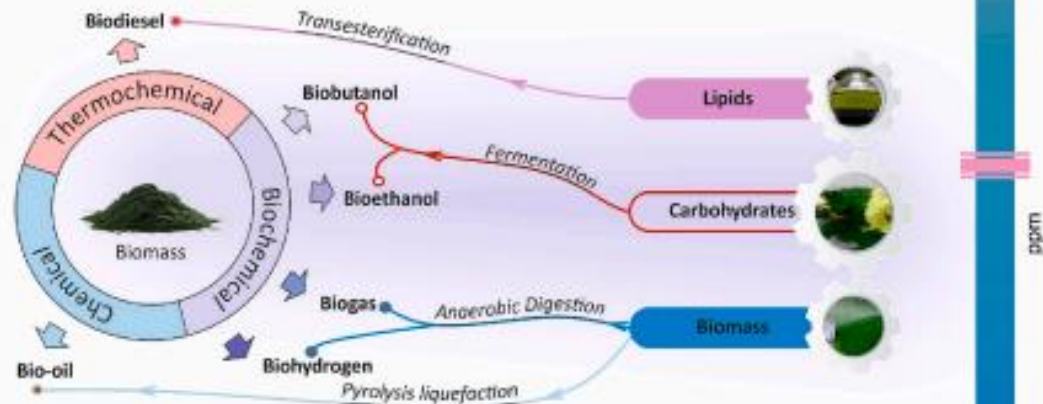 Biodiesel
Transesterification
Thermochemical
Biobutanol
Lipids
Fermentation
Bioethanol
Carbohydrates
Biomass
Biochemical
Chemical
Biogas
Anaerobic Digestion
Biomass
Biohydrogen
Bio-oil
Pyrolysis liquefaction
ppm